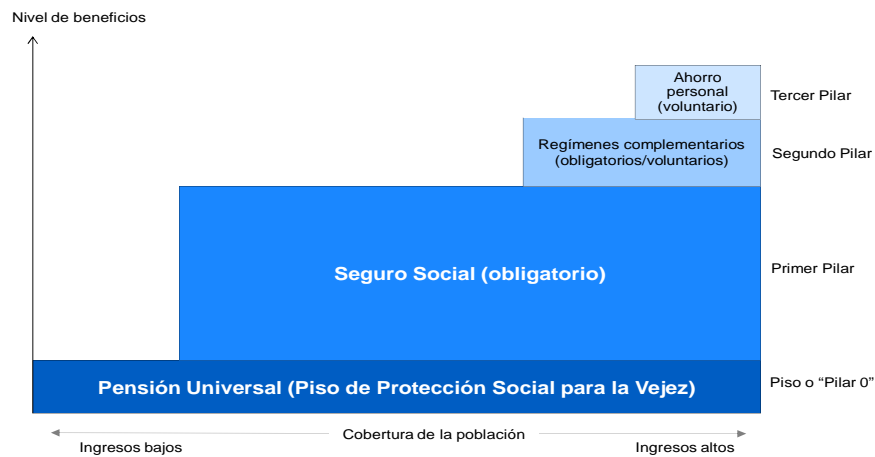 Nivel de beneficios
Ahorro
personal
(voluntario)
Tercer Pilar
Regímenes complementarios
(obligatorios/voluntarios)
Segundo Pilar
Seguro Social (obligatorio)
Primer Pilar
Pensión Universal (Piso de Protección Social para la Vejez)
Piso o “Pilar 0”
Cobertura de la población
Ingresos bajos
Ingresos altos